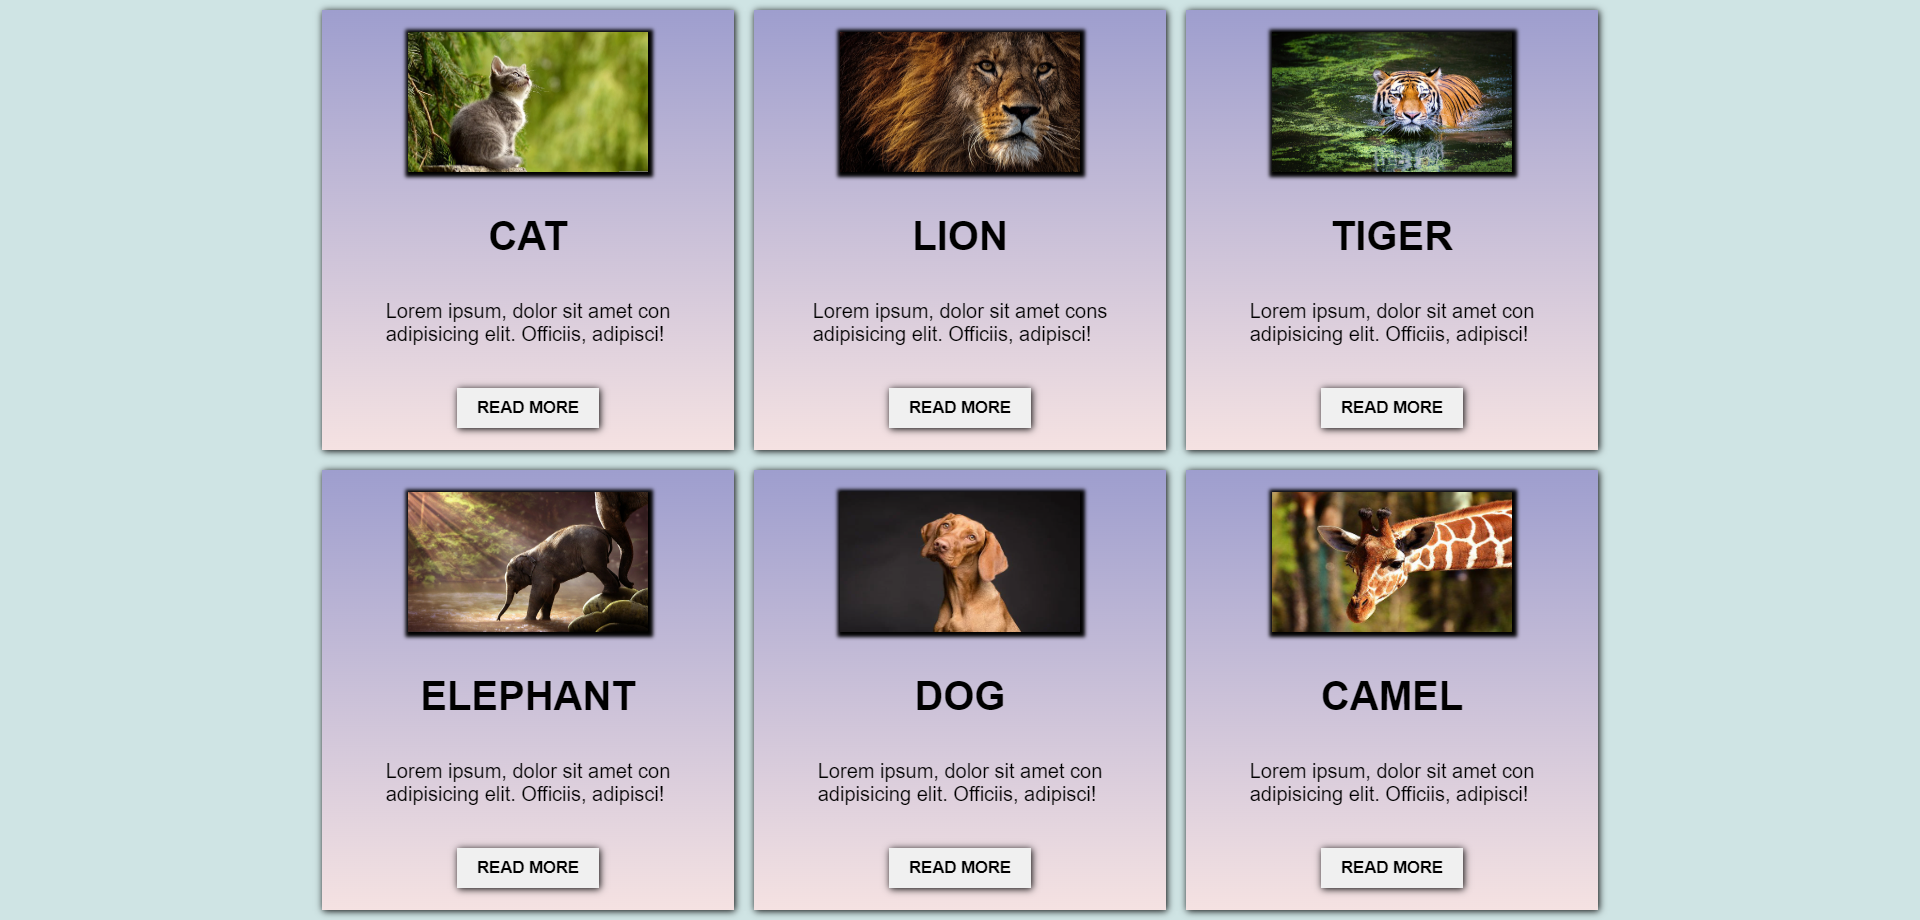 CAT
Lorem ipsum, dolor sit amet con
adipisicing elit. Officiis, adipisci!
READ MORE
LION
Lorem ipsum, dolor sit amet cons
adipisicing elit. Officiis, adipisci!
READ MORE
TIGER
Lorem ipsum, dolor sit amet con
adipisicing elit. Officiis, adipisci!
READ MORE
ELEPHANT
Lorem ipsum, dolor sit amet con
adipisicing elit. Officiis, adipisci!
READ MORE
DOG
Lorem ipsum, dolor sit amet con
adipisicing elit. Officiis, adipisci!
READ MORE
CAMEL
Lorem ipsum, dolor sit amet con
adipisicing elit. Officiis, adipisci!
READ MORE